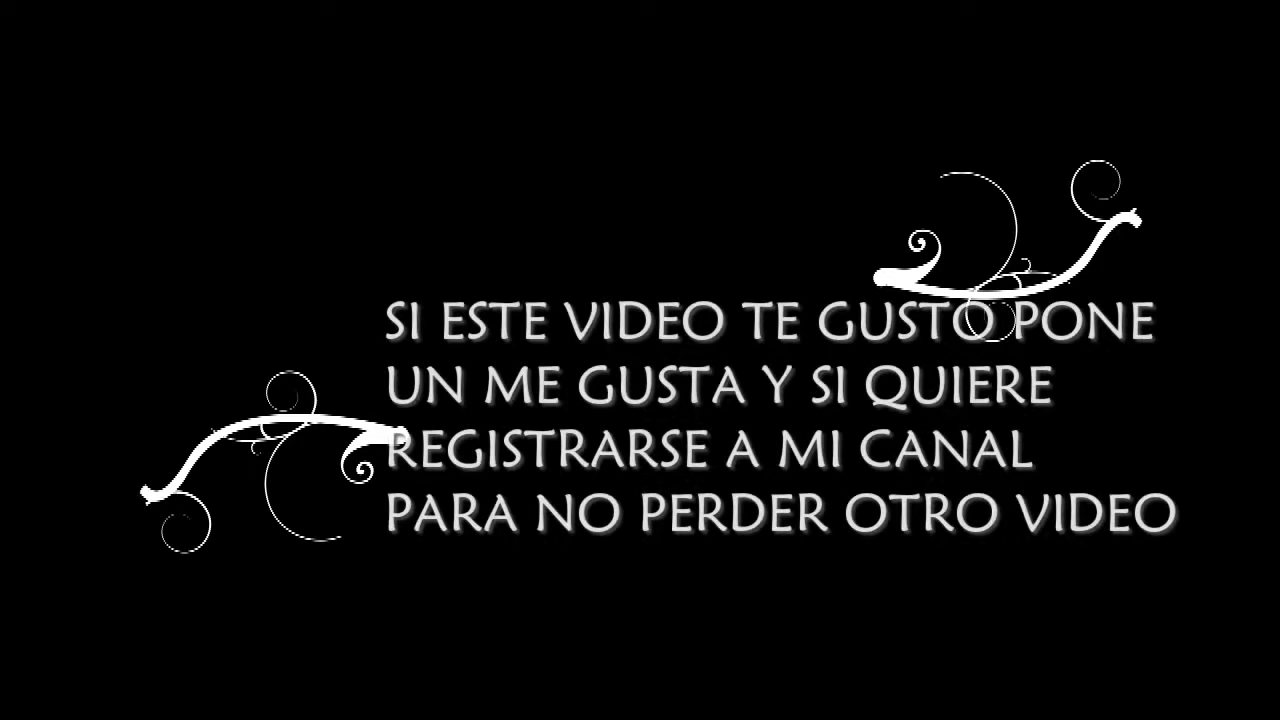 SI ESTE VIDEO TE GUSTO PONE
UN ME GUSTA Y SI QUIERE
REGISTRARSE A MI CANAL
PARA NO PERDER OTRO VIDEO